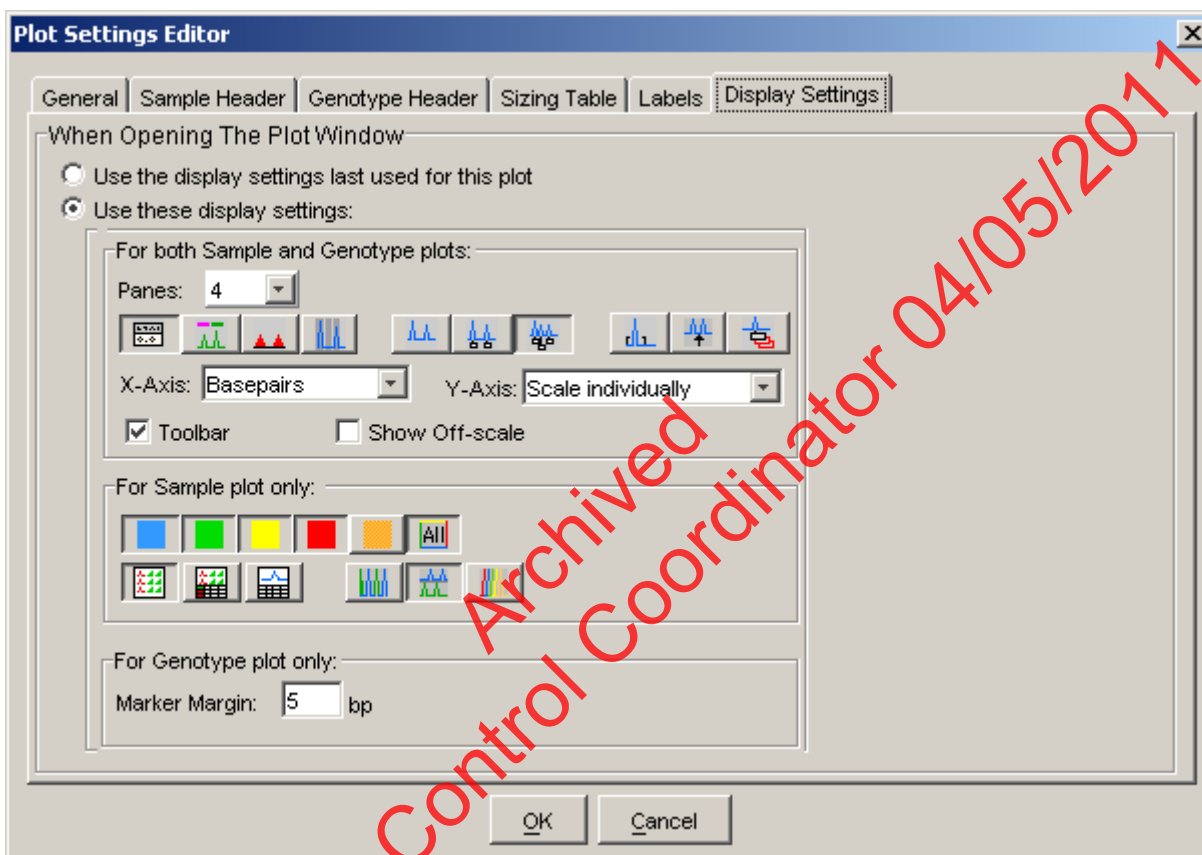 Plot Settings Editor
General Sample Header Genotype Header Sizing Table Labels Display Settings
When Opening The Plot Window
Use the display settings last used for this plot
Use these display settings:
For both Sample and Genotype plots:
Panes: 4
X-Axis: Basepairs Y-Axis: Scale individually
Toolbar Show Off-scale
For Sample plot only:
All
For Genotype plot only:
Marker Margin: 5 bp
OK Cancel
Archived
Control Coordinator 04/05/2011